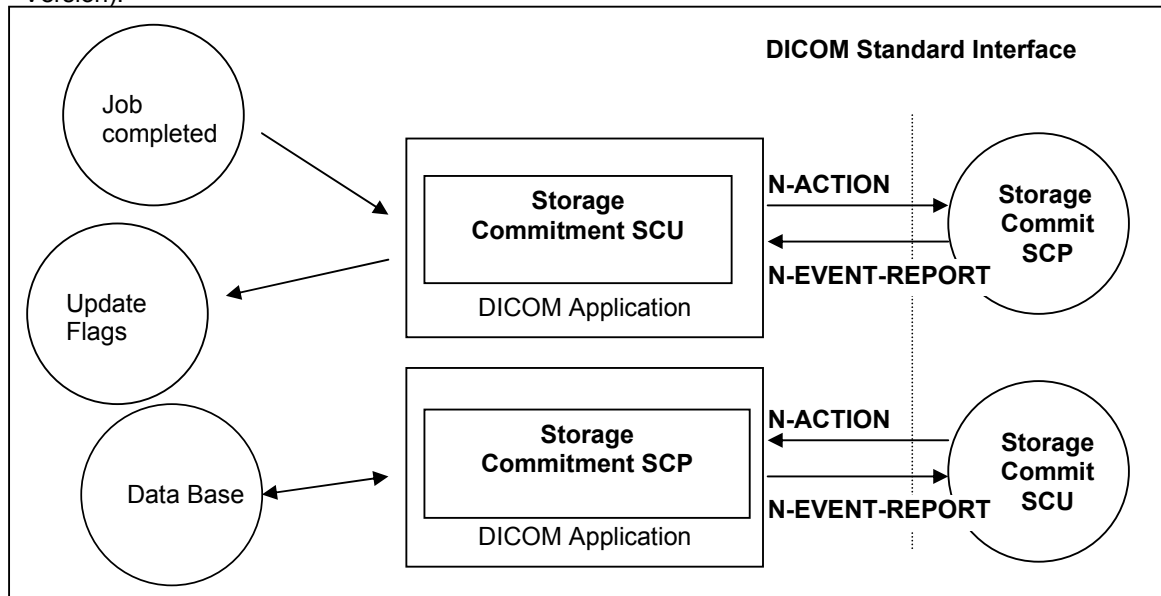 version).
DICOM Standard Interface
Job
completed
Storage
Commitment SCU
DICOM Application
N-ACTION
N-EVENT-REPORT
Storage
Commit
SCP
Update
Flags
Data Base
Storage
Commitment SCP
DICOM Application
N-ACTION
N-EVENT-REPORT
Storage
Commit
SCU